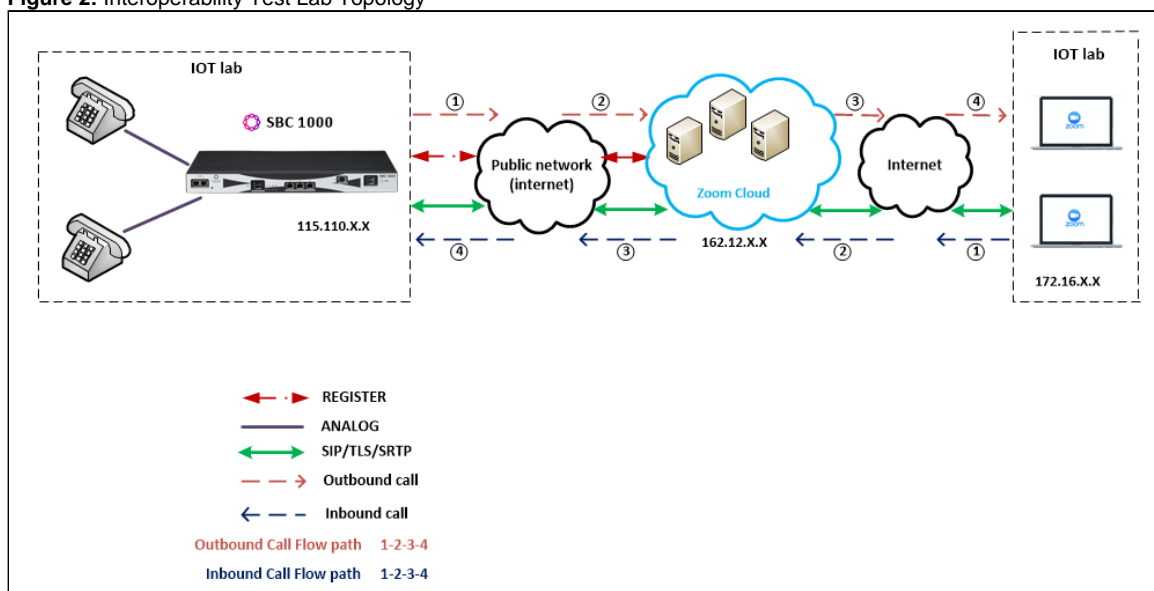 Figure 2: Interoperability Test Lab Topology
IOT lab
SBC 1000
115.110.X.X
1
2
3
4
Public network
(internet)
Zoom Cloud
162.12.X.X
Internet
IOT lab
zoom
zoom
172.16.X.X
4
3
2
1
REGISTER
ANALOG
SIP/TLS/SRTP
Outbound call
Inbound call
Outbound Call Flow path 1-2-3-4
Inbound Call Flow path 1-2-3-4